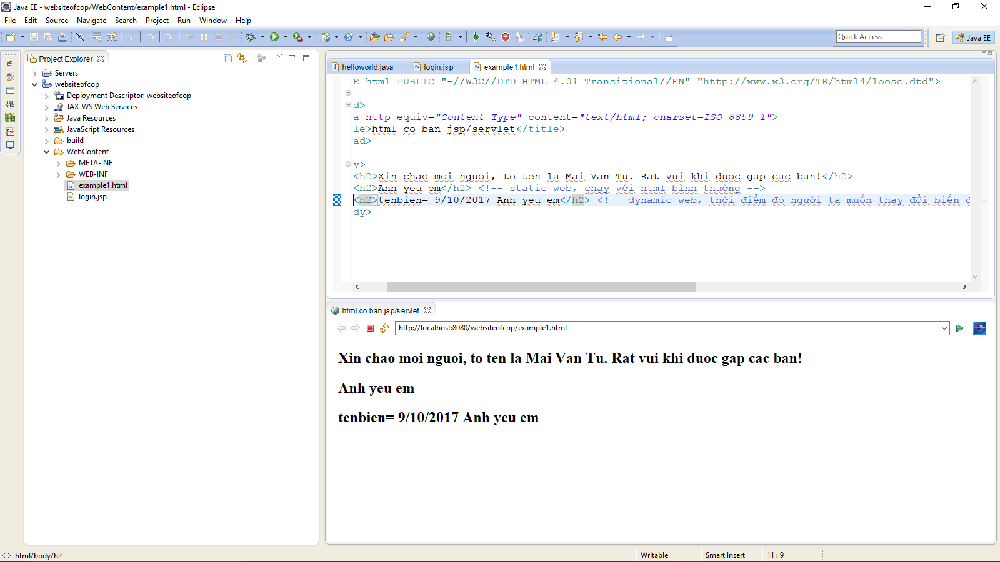 Java EE - websiteofcop/WebContent/example1.html - Eclipse
File Edit Source Navigate Search Project Run Window Help
Quick Access
Java EE
Project Explorer
Servers
websiteofcop
Deployment Descriptor: websiteofcop
JAX-WS Web Services
Java Resources
JavaScript Resources
build
WebContent
META-INF
WEB-INF
example1.html
login.jsp
helloworld.java login.jsp example1.html
E html PUBLIC "-//W3C//DTD HTML 4.01 Transitional//EN" "http://www.w3.org/TR/html4/loose.dtd">
d>
a http-equiv="Content-Type" content="text/html; charset=ISO-8859-1">
le>html co ban jsp/servlet</title>
ad>
y>
<h2>Xin chao moi nguoi, to ten la Mai Van Tu. Rat vui khi duoc gap cac ban!</h2>
<h2>Anh yeu em</h2> <!-- static web, chạy với html bình thường -->
<h2>tenbien= 9/10/2017 Anh yeu em</h2> <!-- dynamic web, thời điểm đó người ta muốn thay đổi biến
dy>
html co ban jsp/servlet
http://localhost:8080/websiteofcop/example1.html
Xin chao moi nguoi, to ten la Mai Van Tu. Rat vui khi duoc gap cac ban!
Anh yeu em
tenbien= 9/10/2017 Anh yeu em
html/body/h2
Writable
Smart Insert
11 : 9